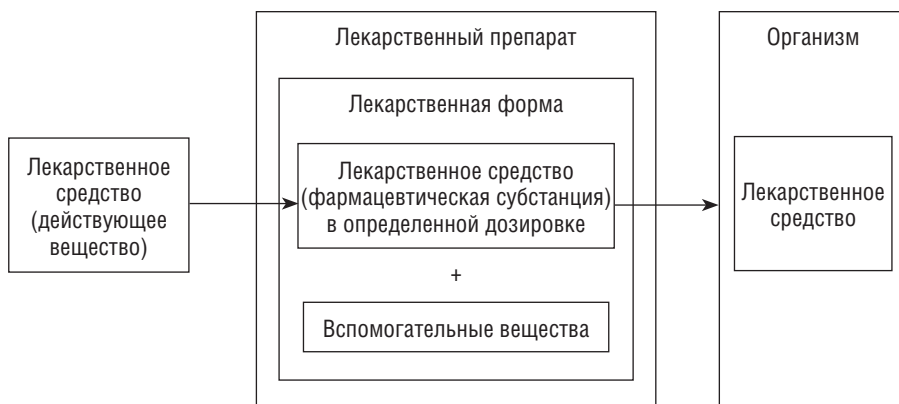 Лекарственный препарат
Организм
Лекарственная форма
Лекарственное
средство
(действующее
вещество)
Лекарственное средство
(фармацевтическая субстанция)
в определенной дозировке
Лекарственное
средство
+
Вспомогательные вещества